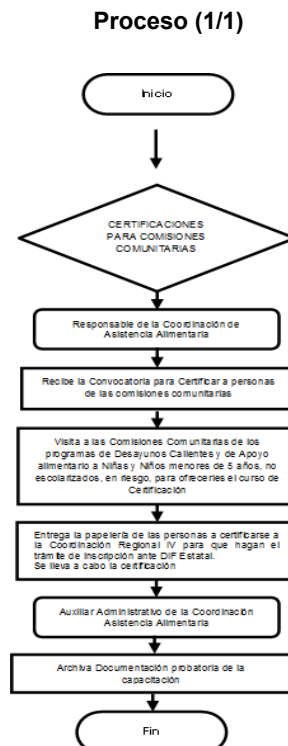 Proceso (1/1)
Inicio
CERTIFICACIONES
PARA COMISIONES
COMUNITARIAS
Responsable de la Coordinación de
Asistencia Alimentaria
Recibe la Convocatoria para Certificar a personas
de las comisiones comunitarias
Visita a las Comisiones Comunitarias de los
programas de Desayunos Calientes y de Apoyo
alimentario a Niñas y Niños menores de 5 años, no
escolarizados, en riesgo, para ofrecerles el curso de
Certificación
Entrega la papelería de las personas a certificarse a
la Coordinación Regional IV para que hagan el
trámite de Inscripción ante DIF Estatal.
Se lleva a cabo la certificación
Auxiliar Administrativo de la Coordinación
Asistencia Alimentaria
Archiva Documentación probatoria de la
capacitación
Fin